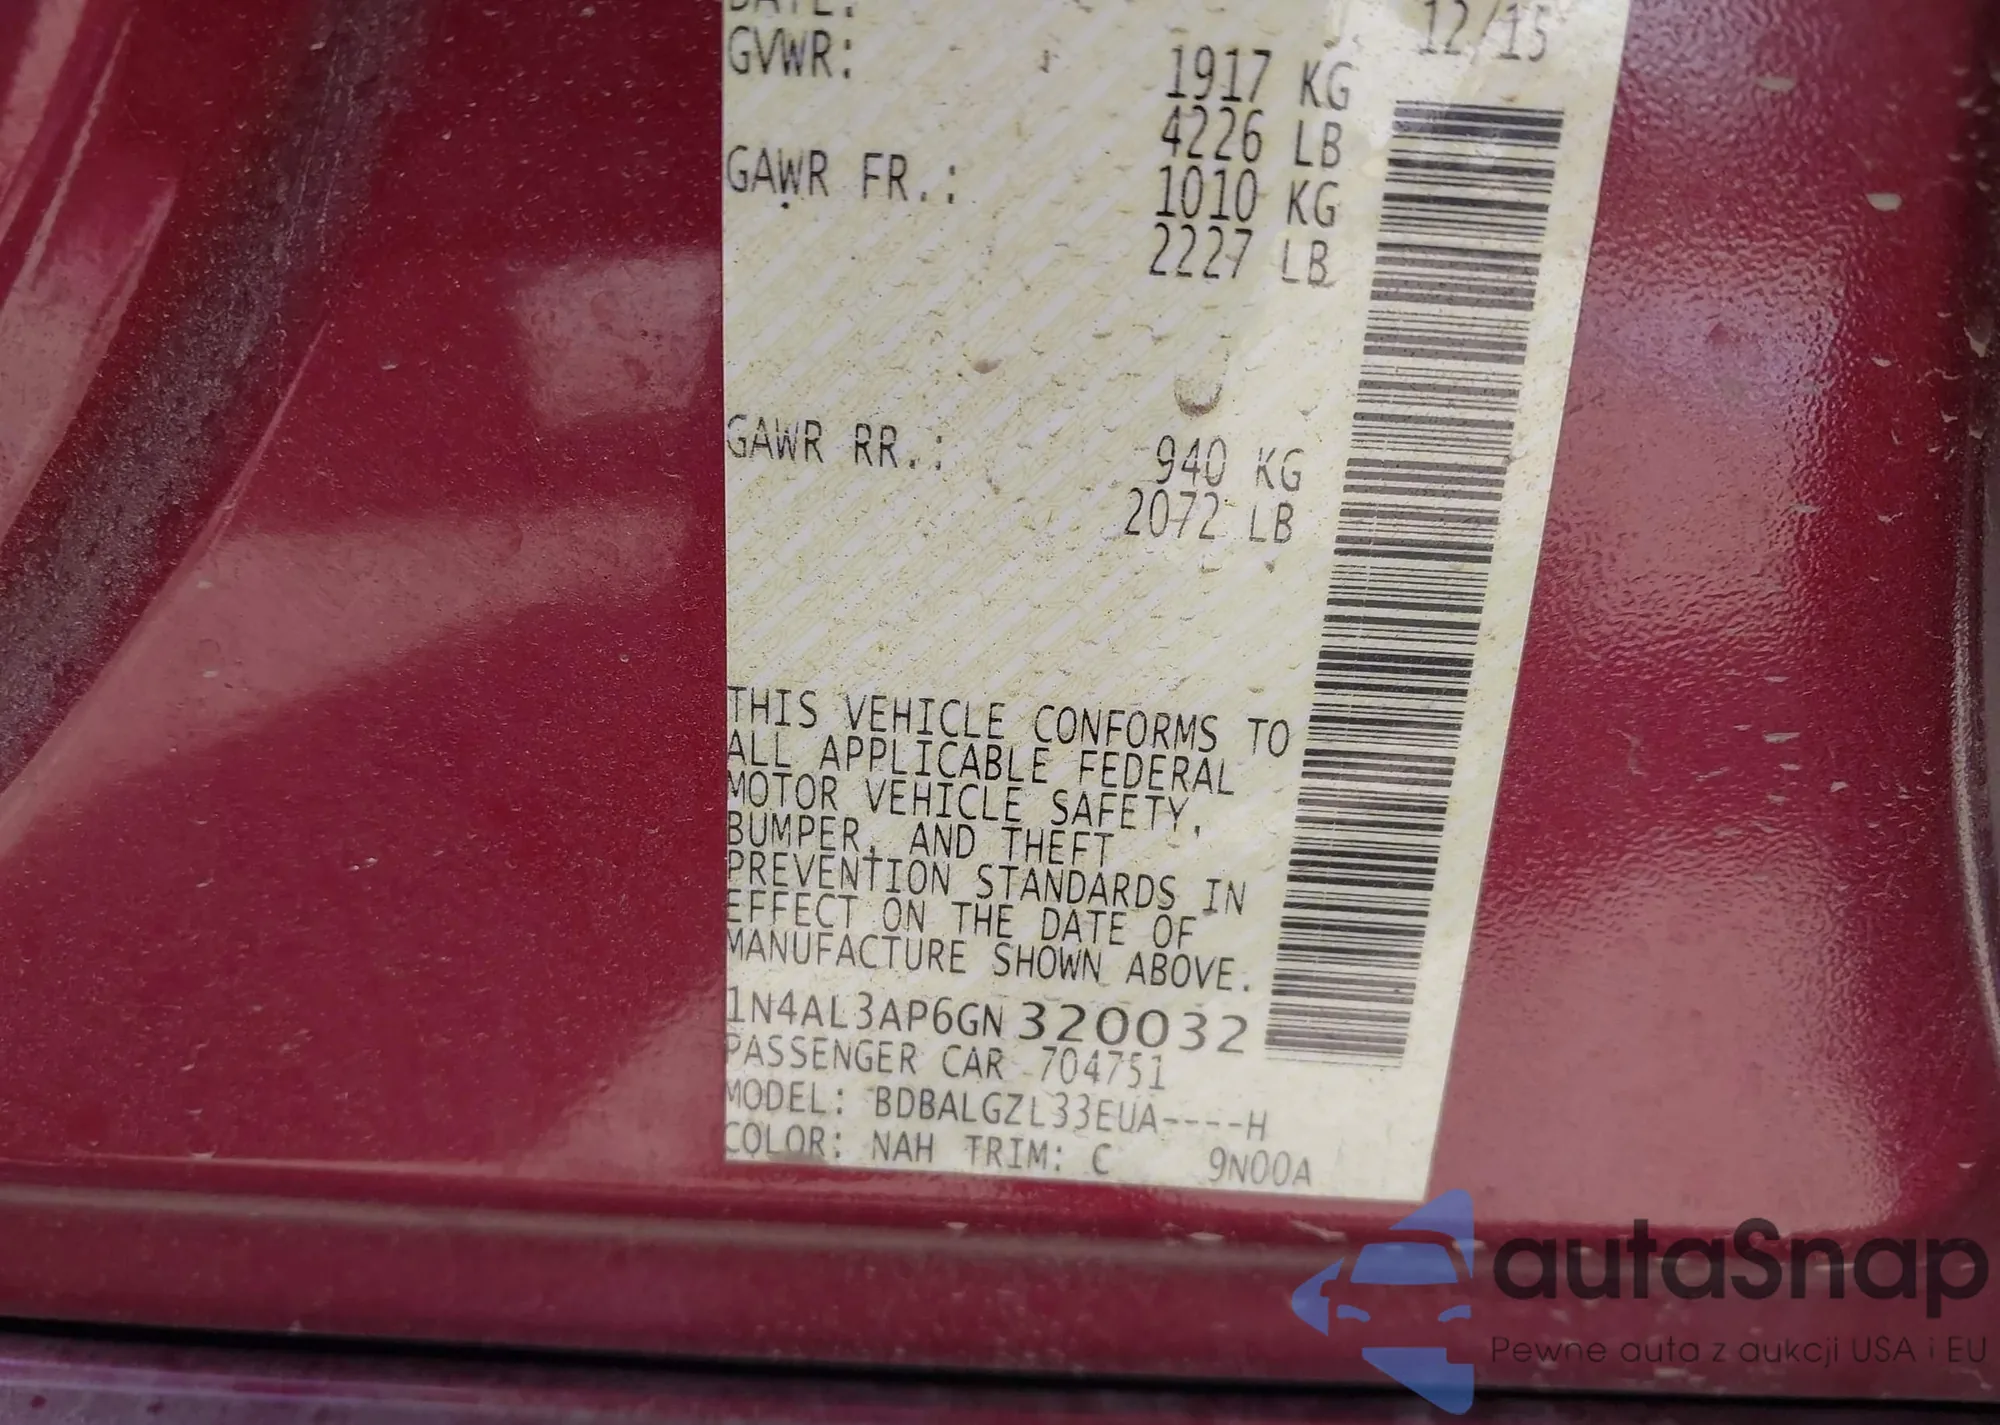 DATE: 12/15
GVWR: 1917 KG
4226 LB
GAWR FR.: 1010 KG
2227 LB
GAWR RR.: 940 KG
2072 LB
THIS VEHICLE CONFORMS TO
ALL APPLICABLE FEDERAL
MOTOR VEHICLE SAFETY,
BUMPER, AND THEFT
PREVENTION STANDARDS IN
EFFECT ON THE DATE OF
MANUFACTURE SHOWN ABOVE.
1N4AL3AP6GN 320032
PASSENGER CAR 704751
MODEL: BDBALGZL33EUA----H
COLOR: NAH TRIM: C 9N00A
autaSnap
Pewne auta z aukcji USA i EU